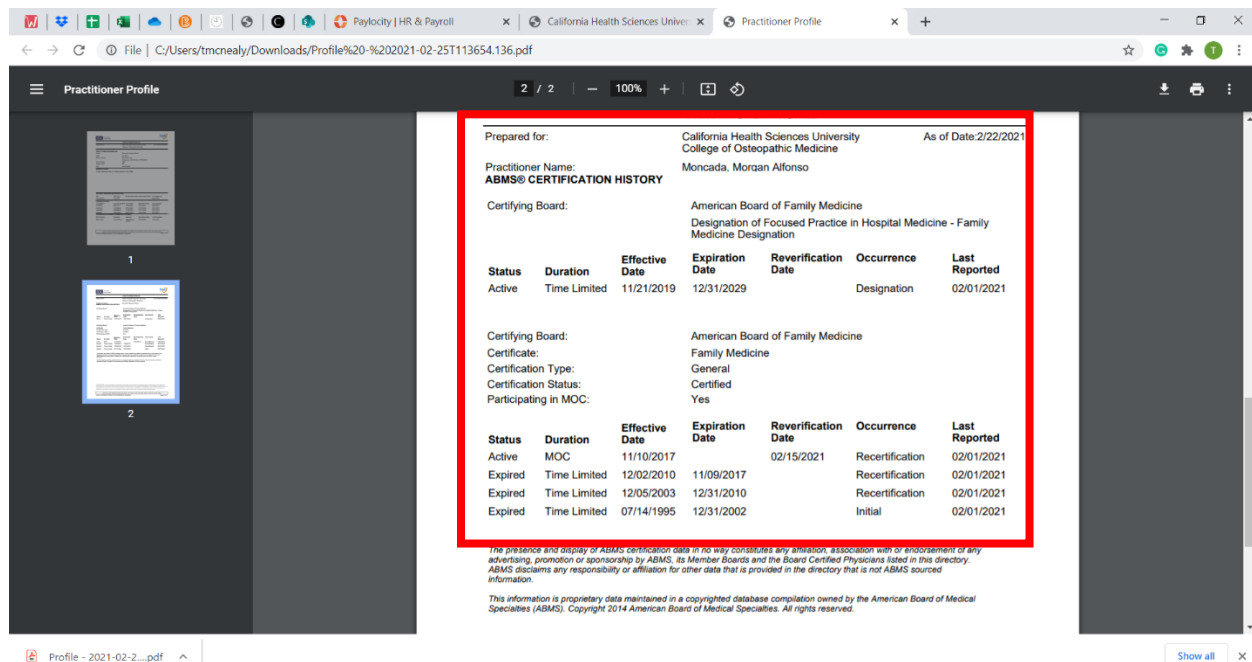 Paylocity | HR & Payroll
California Health Sciences Univer
Practitioner Profile
File | C:/Users/tmcnealy/Downloads/Profile%20-%202021-02-25T113654.136.pdf
T
Practitioner Profile
2 / 2
100%
1
2
Prepared for: California Health Sciences University As of Date:2/22/2021
College of Osteopathic Medicine
Practitioner Name: Moncada, Morgan Alfonso
ABMS® CERTIFICATION HISTORY
Certifying Board: American Board of Family Medicine
Designation of Focused Practice in Hospital Medicine - Family
Medicine Designation
Status Duration Effective Date Expiration Date Reverification Date Occurrence Last Reported
Active Time Limited 11/21/2019 12/31/2029 Designation 02/01/2021
Certifying Board: American Board of Family Medicine
Certificate: Family Medicine
Certification Type: General
Certification Status: Certified
Participating in MOC: Yes
Status Duration Effective Date Expiration Date Reverification Date Occurrence Last Reported
Active MOC 11/10/2017 02/15/2021 Recertification 02/01/2021
Expired Time Limited 12/02/2010 11/09/2017 Recertification 02/01/2021
Expired Time Limited 12/05/2003 12/31/2010 Recertification 02/01/2021
Expired Time Limited 07/14/1995 12/31/2002 Initial 02/01/2021
The presence and display of ABMS certification data in no way constitutes any affiliation, association with or endorsement of any
advertising, promotion or sponsorship by ABMS, its Member Boards and the Board Certified Physicians listed in this directory.
ABMS disclaims any responsibility or affiliation for other data that is provided in the directory that is not ABMS sourced
information.
This information is proprietary data maintained in a copyrighted database compilation owned by the American Board of Medical
Specialties (ABMS). Copyright 2014 American Board of Medical Specialties. All rights reserved.
Profile - 2021-02-2....pdf
Show all